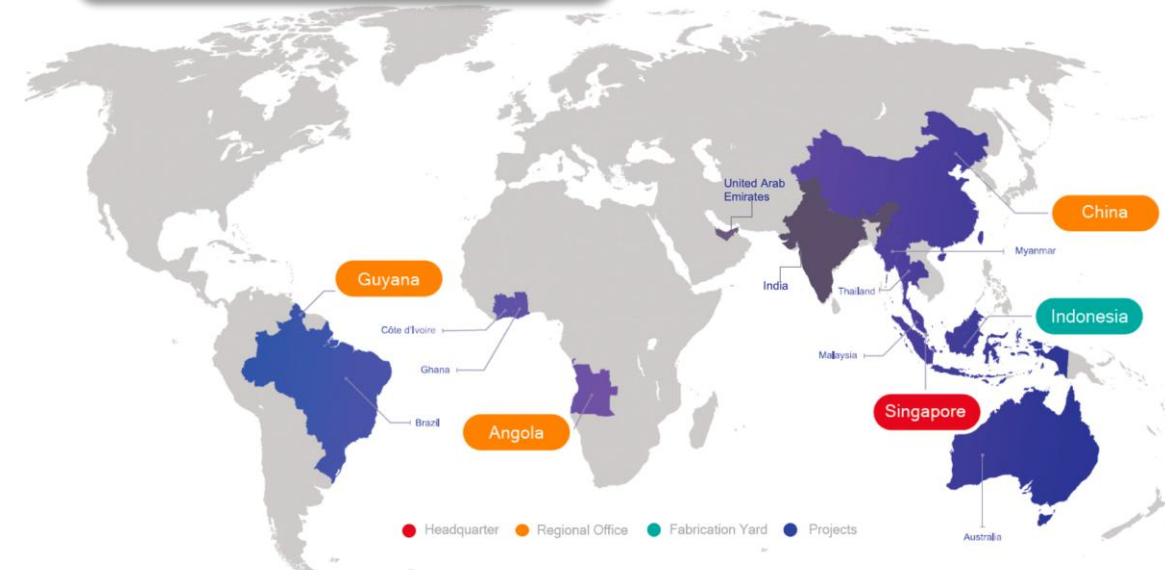 United Arab
Emirates
China
Myanmar
Guyana
India
Thailand
Indonesia
Côte d'Ivoire
Malaysia
Ghana
Singapore
Brazil
Angola
Headquarter
Regional Office
Fabrication Yard
Projects
Australia